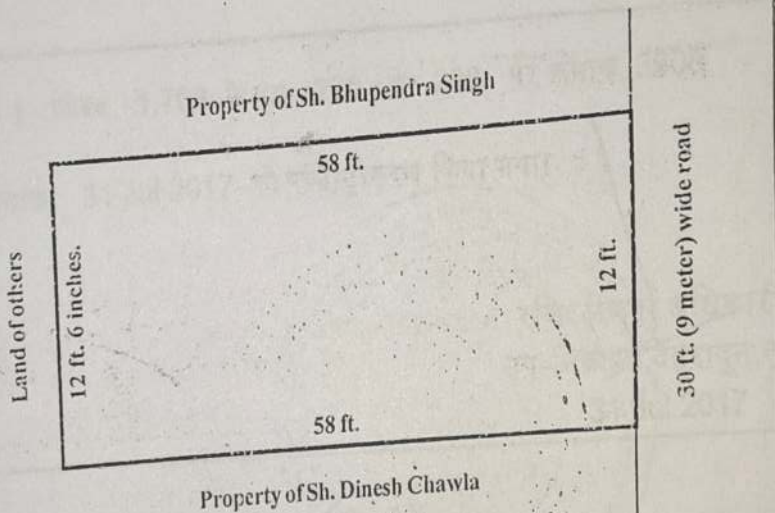 Property of Sh. Bhupendra Singh
58 ft.
Land of others
12 ft. 6 inches.
12 ft.
30 ft. (9 meter) wide road
58 ft.
Property of Sh. Dinesh Chawla